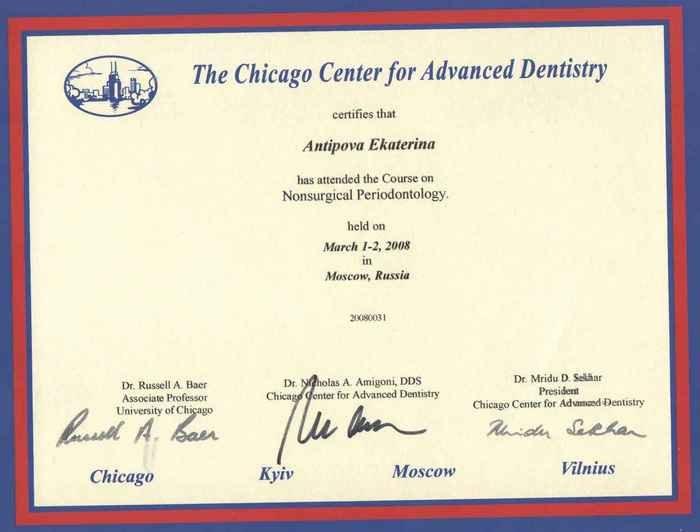 The Chicago Center for Advanced Dentistry
certifies that
Antipova Ekaterina
has attended the Course on
Nonsurgical Periodontology.
held on
March 1-2, 2008
in
Moscow, Russia
20080031
Dr. Russell A. Baer
Associate Professor
University of Chicago
Russell A. Baer
Dr. Nicholas A. Amigoni, DDS
Chicago Center for Advanced Dentistry
Dr. Mridu D. Sekhar
President
Chicago Center for Advanced Dentistry
Mridu Sekhar
Chicago Kyiv Moscow Vilnius